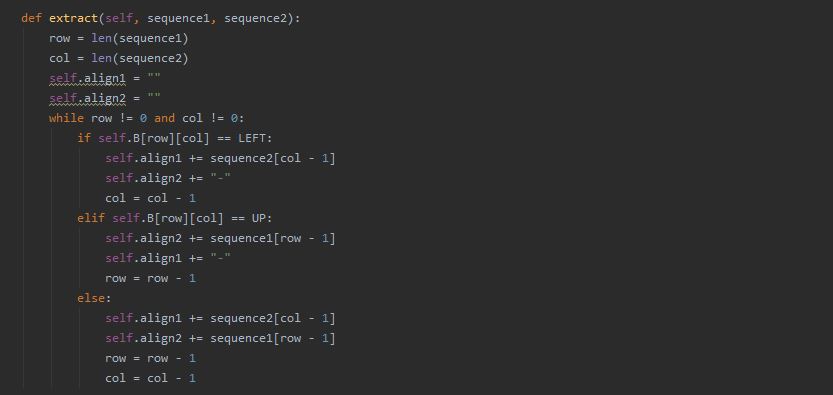 def extract(self, sequence1, sequence2):
    row = len(sequence1)
    col = len(sequence2)
    self.align1 = ""
    self.align2 = ""
    while row != 0 and col != 0:
        if self.B[row][col] == LEFT:
            self.align1 += sequence2[col - 1]
            self.align2 += "-"
            col = col - 1
        elif self.B[row][col] == UP:
            self.align2 += sequence1[row - 1]
            self.align1 += "-"
            row = row - 1
        else:
            self.align1 += sequence2[col - 1]
            self.align2 += sequence1[row - 1]
            row = row - 1
            col = col - 1